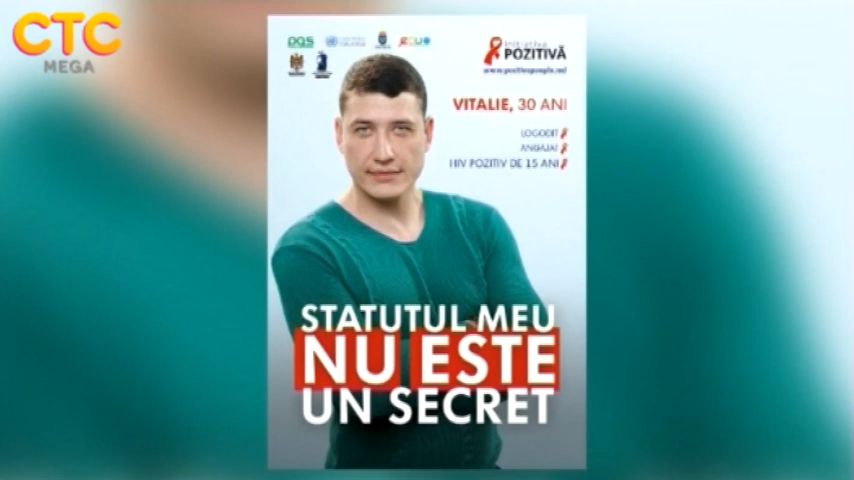 CTC
MEGA
DGS
Inițiativa
POZITIVĂ
www.positivepeople.md
VITALIE, 30 ANI
LOGODIT
ANGAJAT
HIV POZITIV DE 15 ANI
STATUTUL MEU
NU ESTE
UN SECRET